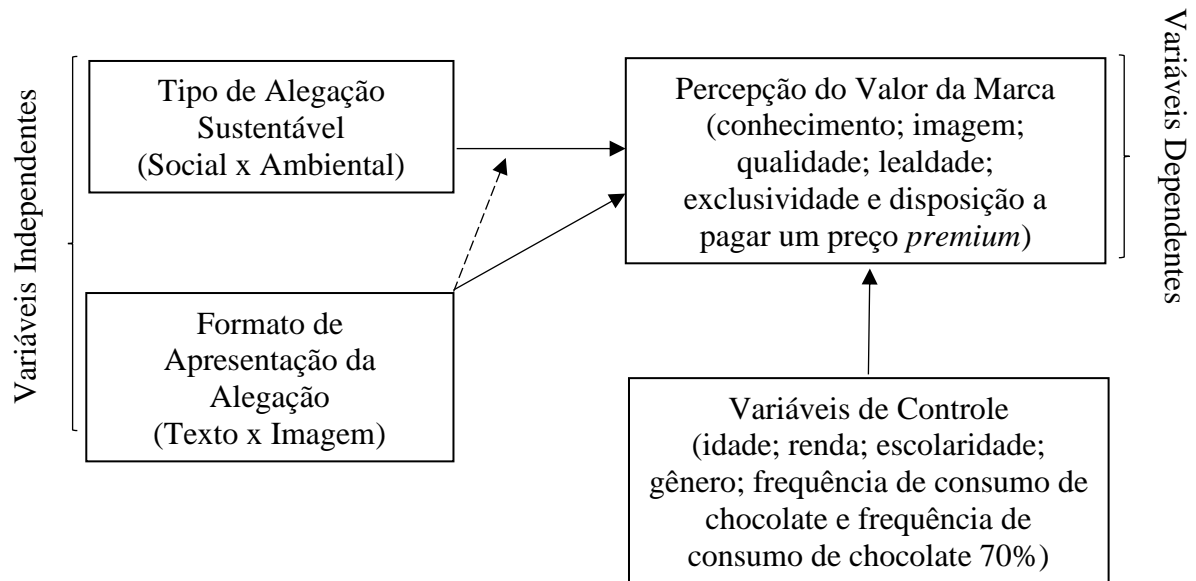 Variáveis Independentes
Tipo de Alegação
Sustentável
(Social x Ambiental)
Formato de
Apresentação da
Alegação
(Texto x Imagem)
Percepção do Valor da Marca
(conhecimento; imagem;
qualidade; lealdade;
exclusividade e disposição a
pagar um preço premium)
Variáveis Dependentes
Variáveis de Controle
(idade; renda; escolaridade;
gênero; frequência de consumo de
chocolate e frequência de
consumo de chocolate 70%)